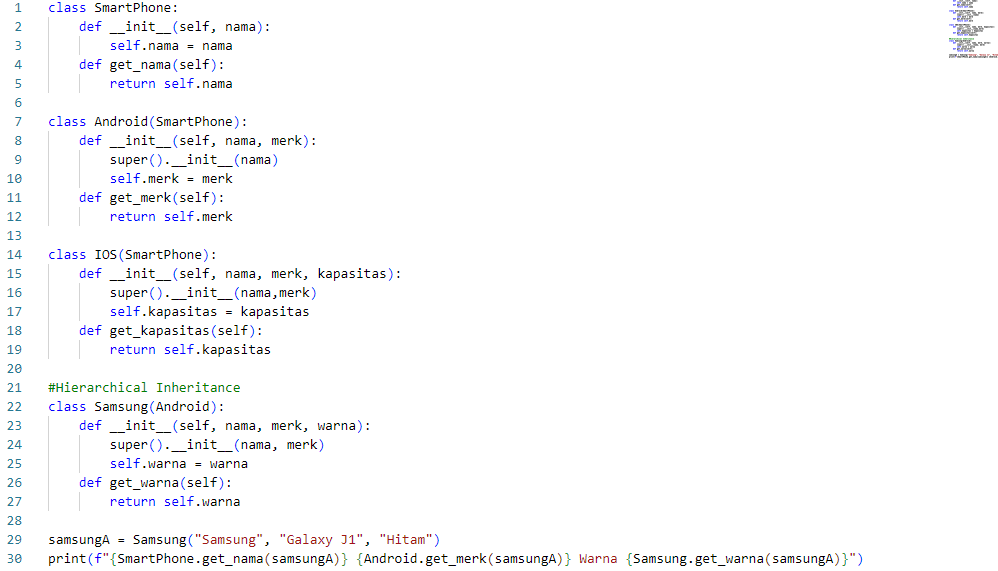 1 class SmartPhone:
2     def __init__(self, nama):
3         self.nama = nama
4     def get_nama(self):
5         return self.nama
6
7 class Android(SmartPhone):
8     def __init__(self, nama, merk):
9         super().__init__(nama)
10         self.merk = merk
11     def get_merk(self):
12         return self.merk
13
14 class IOS(SmartPhone):
15     def __init__(self, nama, merk, kapasitas):
16         super().__init__(nama,merk)
17         self.kapasitas = kapasitas
18     def get_kapasitas(self):
19         return self.kapasitas
20
21 #Hierarchical Inheritance
22 class Samsung(Android):
23     def __init__(self, nama, merk, warna):
24         super().__init__(nama, merk)
25         self.warna = warna
26     def get_warna(self):
27         return self.warna
28
29 samsungA = Samsung("Samsung", "Galaxy J1", "Hitam")
30 print(f"{SmartPhone.get_nama(samsungA)} {Android.get_merk(samsungA)} Warna {Samsung.get_warna(samsungA)}")